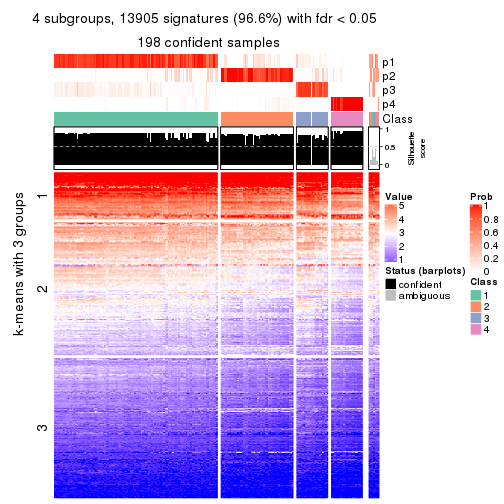 4 subgroups, 13905 signatures (96.6%) with fdr < 0.05
198 confident samples
p1
p2
p3
p4
Class
1
0.5
0
Silhouette
score
k-means with 3 groups
1
2
3
Value
5
4
3
2
1
Status (barplots)
confident
ambiguous
Prob
1
0.8
0.6
0.4
0.2
0
Class
1
2
3
4